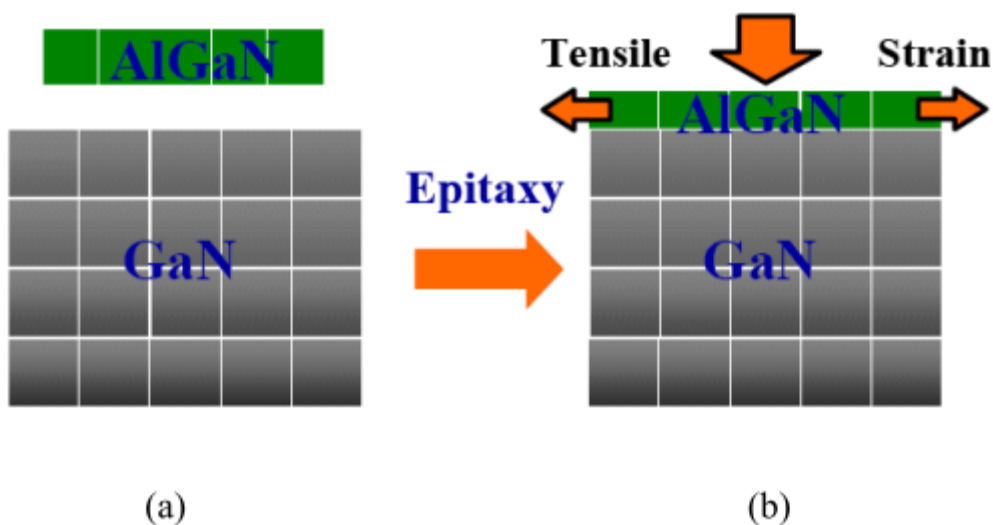 AlGaN
GaN
(a)
Epitaxy
Tensile
Strain
AlGaN
GaN
(b)